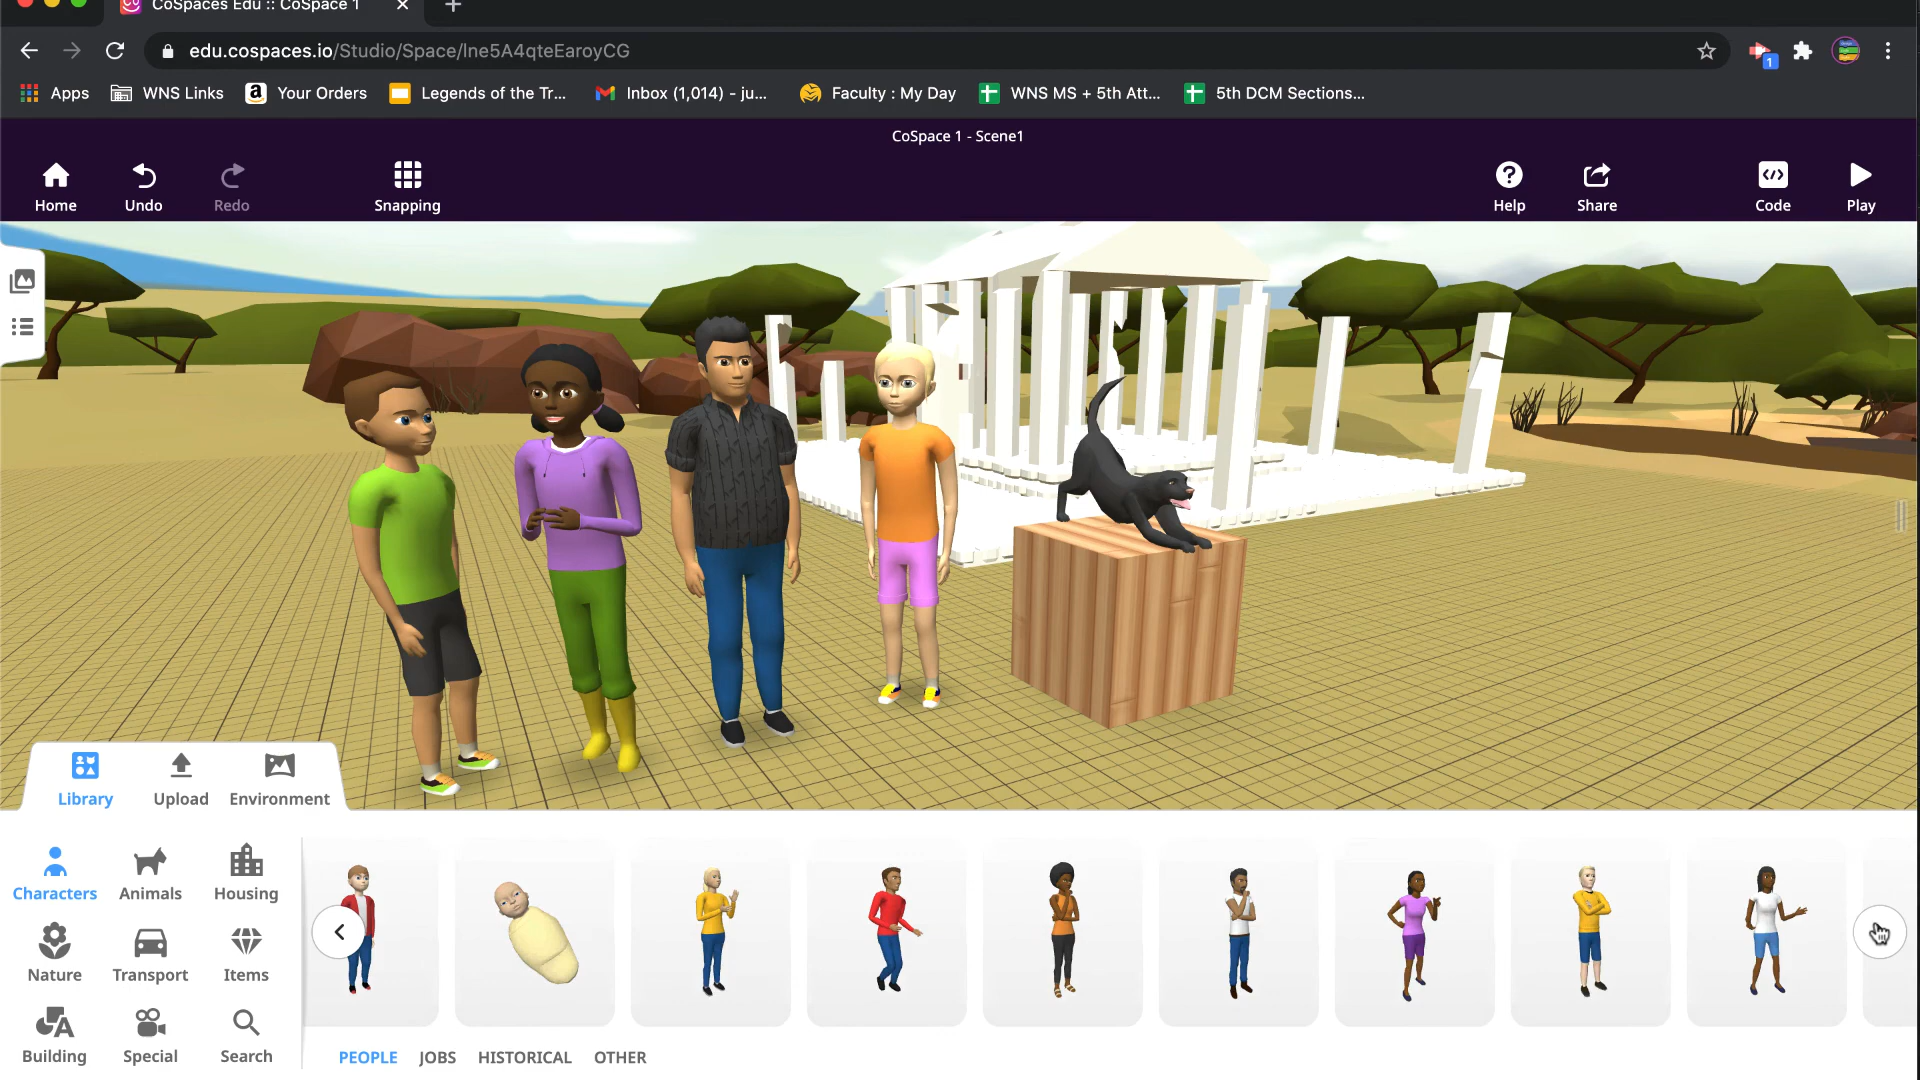 CoSpaces Edu :: CoSpace 1
edu.cospaces.io/Studio/Space/lne5A4qteEaroyCG
1
Apps WNS Links Your Orders Legends of the Tr... Inbox (1,014) - ju... Faculty : My Day WNS MS + 5th Att... 5th DCM Sections...
CoSpace 1 - Scene1
Home Undo Redo Snapping Help Share Code Play
Library Upload Environment
Characters Animals Housing
Nature Transport Items
Building Special Search
PEOPLE JOBS HISTORICAL OTHER